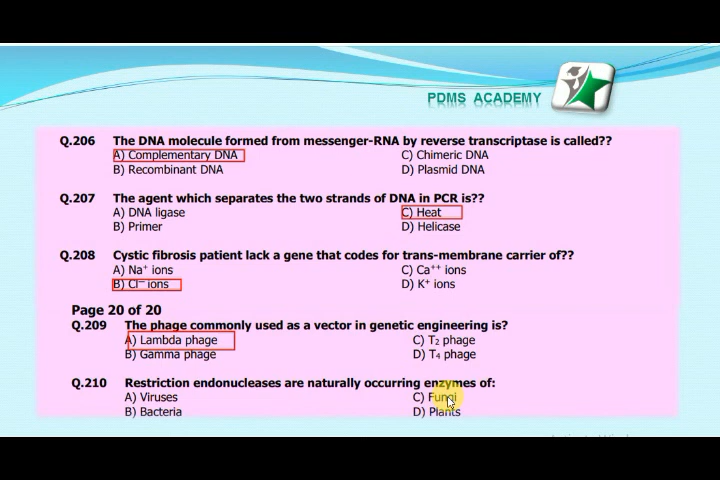 PDMS ACADEMY
Q.206 The DNA molecule formed from messenger-RNA by reverse transcriptase is called??
A) Complementary DNA C) Chimeric DNA
B) Recombinant DNA D) Plasmid DNA
Q.207 The agent which separates the two strands of DNA in PCR is??
A) DNA ligase C) Heat
B) Primer D) Helicase
Q.208 Cystic fibrosis patient lack a gene that codes for trans-membrane carrier of??
A) Na⁺ ions C) Ca⁺⁺ ions
B) Cl⁻ ions D) K⁺ ions
Page 20 of 20
Q.209 The phage commonly used as a vector in genetic engineering is?
A) Lambda phage C) T₂ phage
B) Gamma phage D) T₄ phage
Q.210 Restriction endonucleases are naturally occurring enzymes of:
A) Viruses C) Fungi
B) Bacteria D) Plants